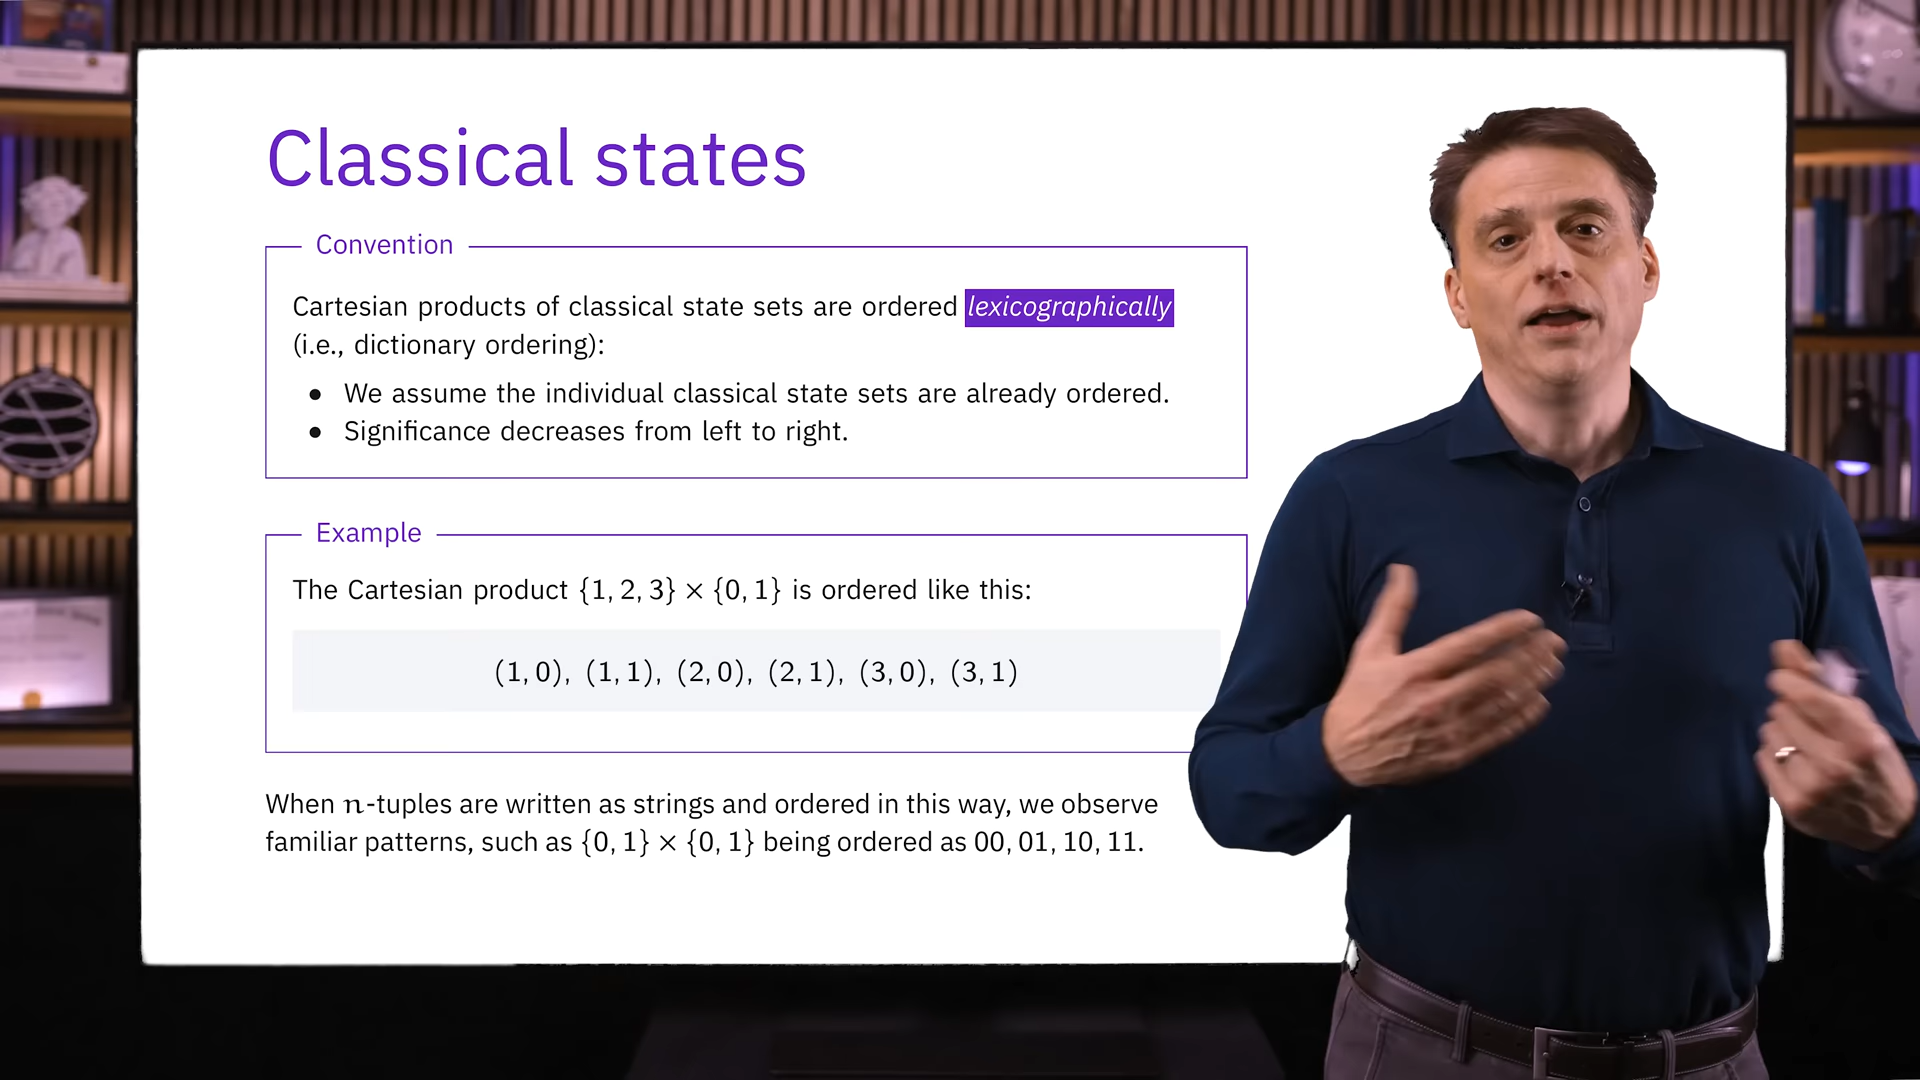 Classical states
Convention
Cartesian products of classical state sets are ordered lexicographically
(i.e., dictionary ordering):
• We assume the individual classical state sets are already ordered.
• Significance decreases from left to right.
Example
The Cartesian product {1, 2, 3} × {0, 1} is ordered like this:
(1, 0), (1, 1), (2, 0), (2, 1), (3, 0), (3, 1)
When n-tuples are written as strings and ordered in this way, we observe
familiar patterns, such as {0, 1} × {0, 1} being ordered as 00, 01, 10, 11.